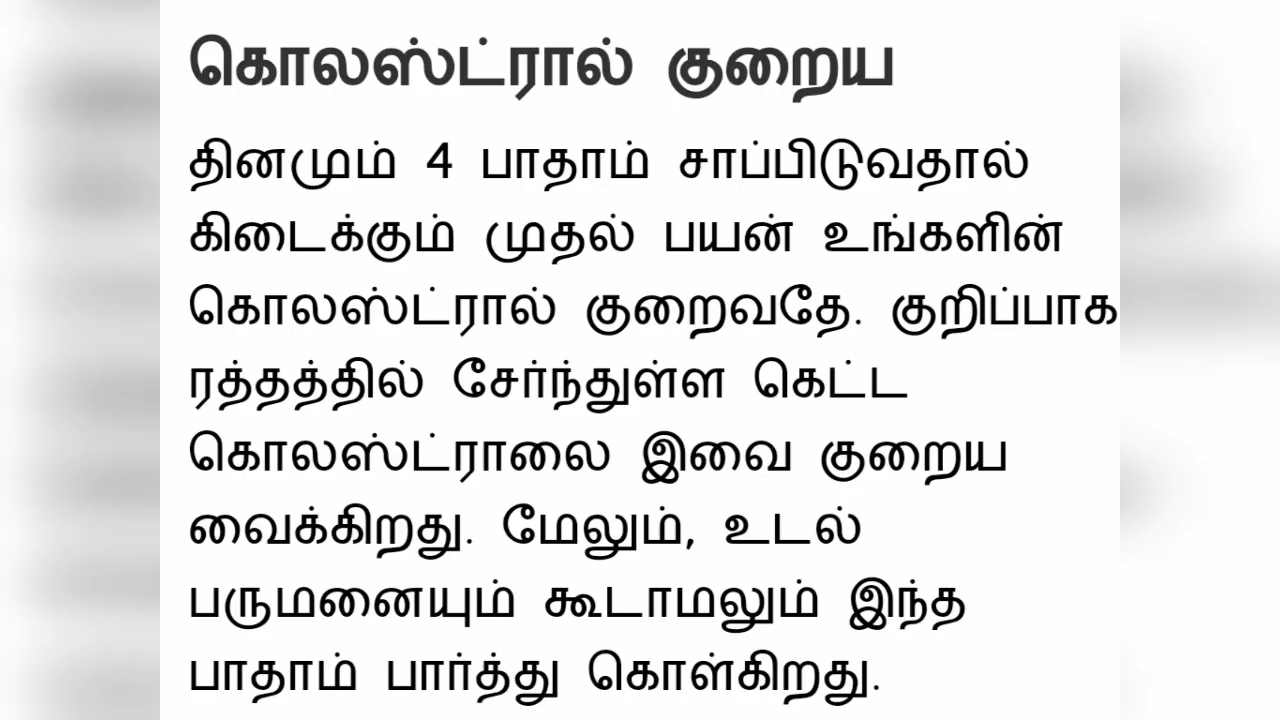 கொலஸ்ட்ரால் குறைய
தினமும் 4 பாதாம் சாப்பிடுவதால்
கிடைக்கும் முதல் பயன் உங்களின்
கொலஸ்ட்ரால் குறைவதே. குறிப்பாக
ரத்தத்தில் சேர்ந்துள்ள கெட்ட
கொலஸ்ட்ராலை இவை குறைய
வைக்கிறது. மேலும், உடல்
பருமனையும் கூடாமலும் இந்த
பாதாம் பார்த்து கொள்கிறது.